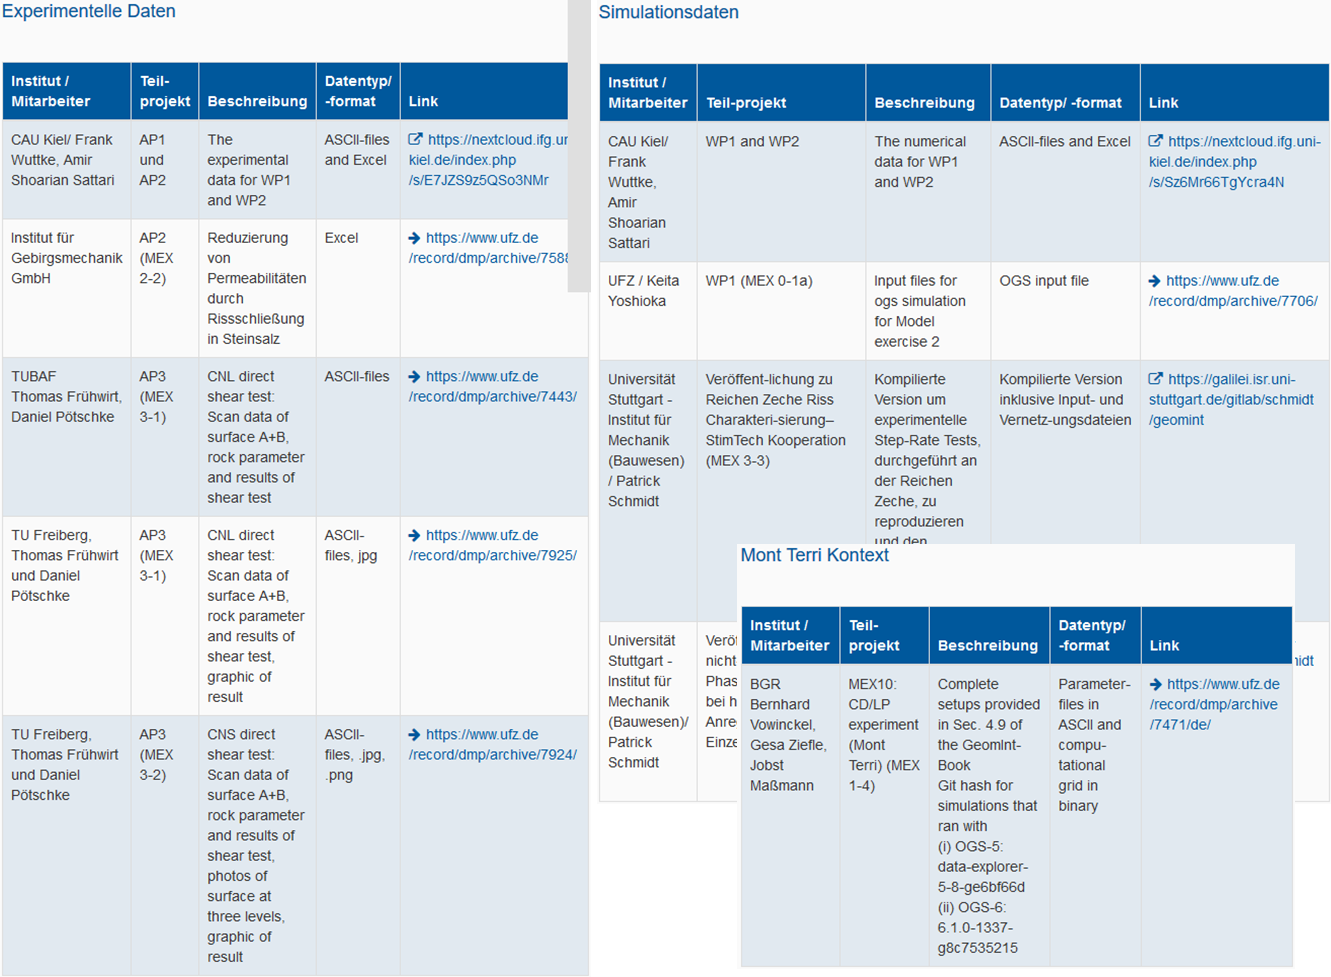 Experimentelle Daten
Institut /
Mitarbeiter
Teil-
projekt
Beschreibung
Datentyp/
-format
Link
CAU Kiel/ Frank
Wuttke, Amir
Shoarian Sattari
AP1
und
AP2
The
experimental
data for WP1
and WP2
ASCII-files
and Excel
https://nextcloud.ifg.un
kiel.de/index.php
/s/E7JZS9z5QSo3NMr
Institut für
Gebirgsmechanik
GmbH
AP2
(MEX
2-2)
Reduzierung
von
Permeabilitäten
durch
Rissschließung
in Steinsalz
Excel
https://www.ufz.de
/record/dmp/archive/7588
TUBAF
Thomas Frühwirt,
Daniel Pötschke
AP3
(MEX
3-1)
CNL direct
shear test:
Scan data of
surface A+B,
rock parameter
and results of
shear test
ASCII-files
https://www.ufz.de
/record/dmp/archive/7443/
TU Freiberg,
Thomas Frühwirt
und Daniel
Pötschke
AP3
(MEX
3-1)
CNL direct
shear test:
Scan data of
surface A+B,
rock parameter
and results of
shear test,
graphic of
result
ASCII-
files, jpg
https://www.ufz.de
/record/dmp/archive/7925/
TU Freiberg,
Thomas Frühwirt
und Daniel
Pötschke
AP3
(MEX
3-2)
CNS direct
shear test:
Scan data of
surface A+B,
rock parameter
and results of
shear test,
photos of
surface at
three levels,
graphic of
result
ASCII-
files, .jpg,
.png
https://www.ufz.de
/record/dmp/archive/7924/
Simulationsdaten
Institut /
Mitarbeiter
Teil-projekt
Beschreibung
Datentyp/ -format
Link
CAU Kiel/
Frank
Wuttke,
Amir
Shoarian
Sattari
WP1 and WP2
The numerical
data for WP1
and WP2
ASCII-files and Excel
https://nextcloud.ifg.uni-
kiel.de/index.php
/s/Sz6Mr66TgYcra4N
UFZ / Keita
Yoshioka
WP1 (MEX 0-1a)
Input files for
ogs simulation
for Model
exercise 2
OGS input file
https://www.ufz.de
/record/dmp/archive/7706/
Universität
Stuttgart -
Institut für
Mechanik
(Bauwesen)
/ Patrick
Schmidt
Veröffent-lichung zu
Reichen Zeche Riss
Charakteri-sierung–
StimTech Kooperation
(MEX 3-3)
Kompilierte
Version um
experimentelle
Step-Rate Tests,
durchgeführt an
der Reichen
Zeche, zu
reproduzieren
und den
Kompilierte Version
inklusive Input- und
Vernetz-ungsdateien
https://galilei.isr.uni-
stuttgart.de/gitlab/schmidt
/geomint
Universität
Stuttgart -
Institut für
Mechanik
(Bauwesen)/
Patrick
Schmidt
Veröf
nicht
Phas
bei h
Anre
Einze
idt
Mont Terri Kontext
Institut /
Mitarbeiter
Teil-
projekt
Beschreibung
Datentyp/
-format
Link
BGR
Bernhard
Vowinckel,
Gesa Ziefle,
Jobst
Maßmann
MEX10:
CD/LP
experiment
(Mont
Terri) (MEX
1-4)
Complete
setups provided
in Sec. 4.9 of
the GeomInt-
Book
Git hash for
simulations that
ran with
(i) OGS-5:
data-explorer-
5-8-ge6bf66d
(ii) OGS-6:
6.1.0-1337-
g8c7535215
Parameter-
files in
ASCII and
compu-
tational
grid in
binary
https://www.ufz.de
/record/dmp/archive
/7471/de/